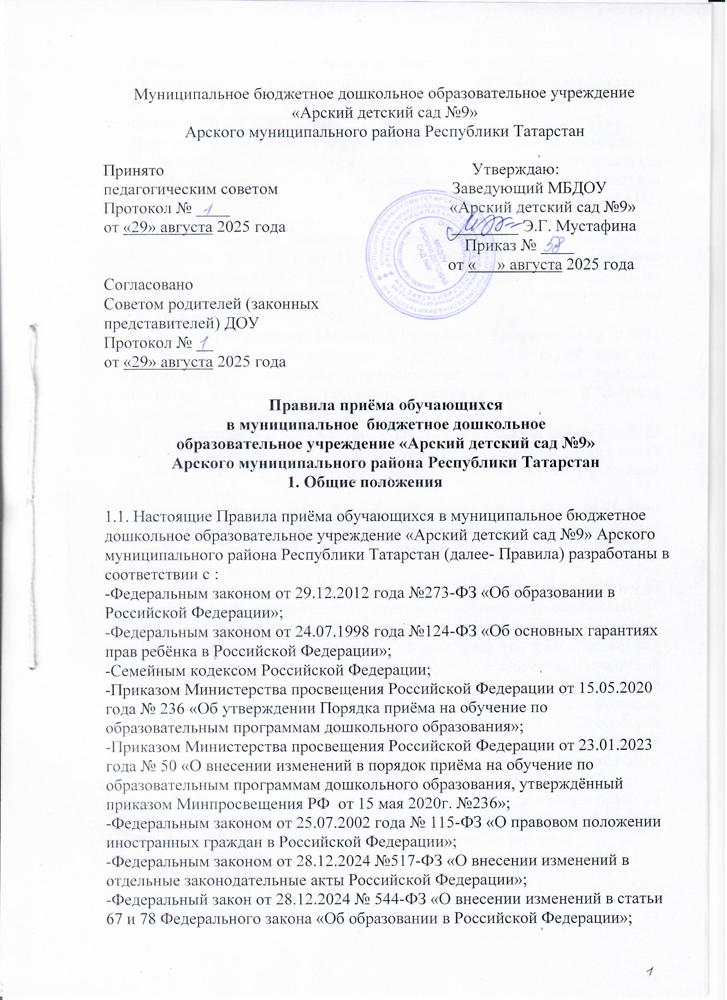 Муниципальное бюджетное дошкольное образовательное учреждение
«Арский детский сад №9»
Арского муниципального района Республики Татарстан
Принято
педагогическим советом
Протокол № 1
от «29» августа 2025 года
Утверждаю:
Заведующий МБДОУ
«Арский детский сад №9»
Э.Г. Мустафина
Приказ № 58
от «    » августа 2025 года
МБДОУ
"АРСКИЙ ДЕТСКИЙ
САД №9"
Согласовано
Советом родителей (законных
представителей) ДОУ
Протокол № 1
от «29» августа 2025 года
Правила приёма обучающихся
в муниципальное бюджетное дошкольное
образовательное учреждение «Арский детский сад №9»
Арского муниципального района Республики Татарстан
1. Общие положения
1.1. Настоящие Правила приёма обучающихся в муниципальное бюджетное
дошкольное образовательное учреждение «Арский детский сад №9» Арского
муниципального района Республики Татарстан (далее- Правила) разработаны в
соответствии с :
-Федеральным законом от 29.12.2012 года №273-ФЗ «Об образовании в
Российской Федерации»;
-Федеральным законом от 24.07.1998 года №124-ФЗ «Об основных гарантиях
прав ребёнка в Российской Федерации»;
-Семейным кодексом Российской Федерации;
-Приказом Министерства просвещения Российской Федерации от 15.05.2020
года № 236 «Об утверждении Порядка приёма на обучение по
образовательным программам дошкольного образования»;
-Приказом Министерства просвещения Российской Федерации от 23.01.2023
года № 50 «О внесении изменений в порядок приёма на обучение по
образовательным программам дошкольного образования, утверждённый
приказом Минпросвещения РФ от 15 мая 2020г. №236»;
-Федеральным законом от 25.07.2002 года № 115-ФЗ «О правовом положении
иностранных граждан в Российской Федерации»;
-Федеральным законом от 28.12.2024 №517-ФЗ «О внесении изменений в
отдельные законодательные акты Российской Федерации»;
-Федеральный закон от 28.12.2024 № 544-ФЗ «О внесении изменений в статьи
67 и 78 Федерального закона «Об образовании в Российской Федерации»;
1